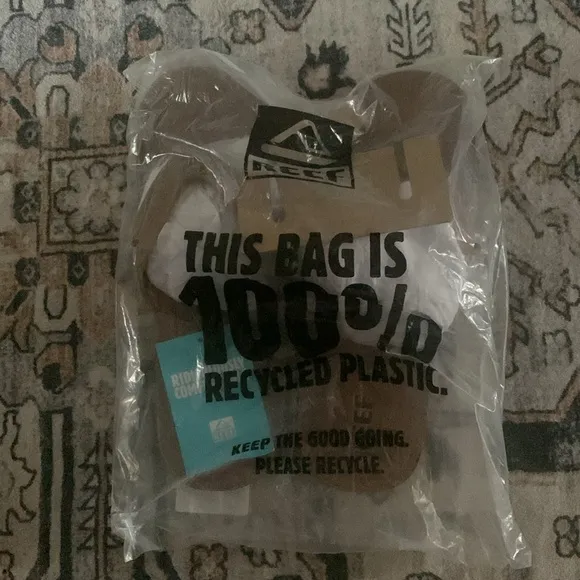 REEF
THIS BAG IS
100%
RECYCLED PLASTIC.
KEEP THE GOOD GOING.
PLEASE RECYCLE.